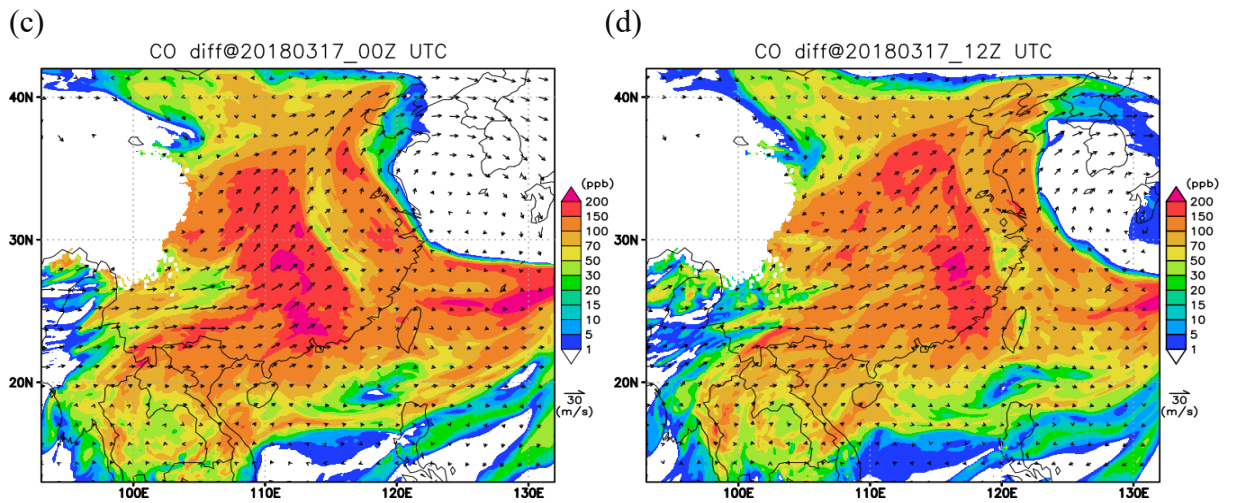 (c)
CO diff@20180317_00Z UTC
40N
30N
20N
100E 110E 120E 130E
(ppb)
200
150
100
70
50
30
20
15
10
5
1
30
(m/s)
(d)
CO diff@20180317_12Z UTC
40N
30N
20N
100E 110E 120E 130E
(ppb)
200
150
100
70
50
30
20
15
10
5
1
30
(m/s)